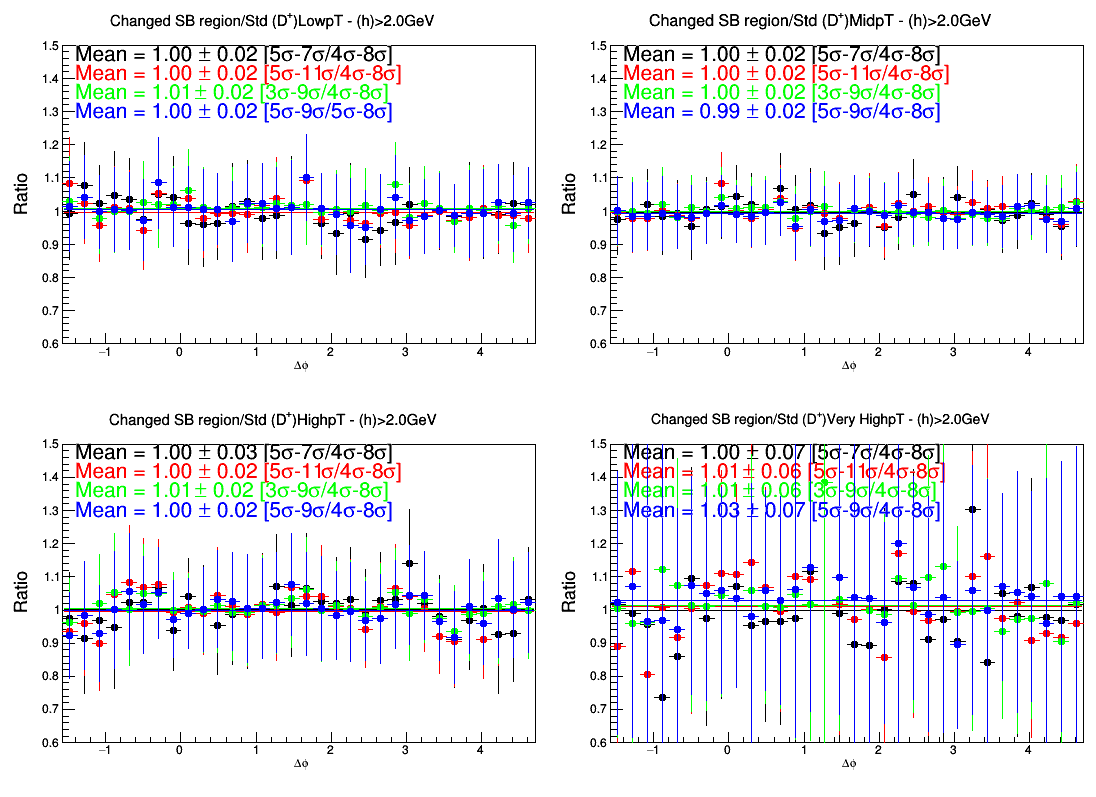 Changed SB region/Std (D⁺)LowpT - (h)>2.0GeV
Mean = 1.00 ± 0.02 [5σ-7σ/4σ-8σ]
Mean = 1.00 ± 0.02 [5σ-11σ/4σ-8σ]
Mean = 1.01 ± 0.02 [3σ-9σ/4σ-8σ]
Mean = 1.00 ± 0.02 [5σ-9σ/5σ-8σ]
Ratio
1.5
1.4
1.3
1.2
1.1
1
0.9
0.8
0.7
0.6
−1 0 1 2 3 4
Δϕ
Changed SB region/Std (D⁺)MidpT - (h)>2.0GeV
Mean = 1.00 ± 0.02 [5σ-7σ/4σ-8σ]
Mean = 1.00 ± 0.02 [5σ-11σ/4σ-8σ]
Mean = 1.00 ± 0.02 [3σ-9σ/4σ-8σ]
Mean = 0.99 ± 0.02 [5σ-9σ/4σ-8σ]
Ratio
1.5
1.4
1.3
1.2
1.1
1
0.9
0.8
0.7
0.6
−1 0 1 2 3 4
Δϕ
Changed SB region/Std (D⁺)HighpT - (h)>2.0GeV
Mean = 1.00 ± 0.03 [5σ-7σ/4σ-8σ]
Mean = 1.00 ± 0.02 [5σ-11σ/4σ-8σ]
Mean = 1.01 ± 0.02 [3σ-9σ/4σ-8σ]
Mean = 1.00 ± 0.02 [5σ-9σ/4σ-8σ]
Ratio
1.5
1.4
1.3
1.2
1.1
1
0.9
0.8
0.7
0.6
−1 0 1 2 3 4
Δϕ
Changed SB region/Std (D⁺)Very HighpT - (h)>2.0GeV
Mean = 1.00 ± 0.07 [5σ-7σ/4σ-8σ]
Mean = 1.01 ± 0.06 [5σ-11σ/4σ-8σ]
Mean = 1.01 ± 0.06 [3σ-9σ/4σ-8σ]
Mean = 1.03 ± 0.07 [5σ-9σ/4σ-8σ]
Ratio
1.5
1.4
1.3
1.2
1.1
1
0.9
0.8
0.7
0.6
−1 0 1 2 3 4
Δϕ